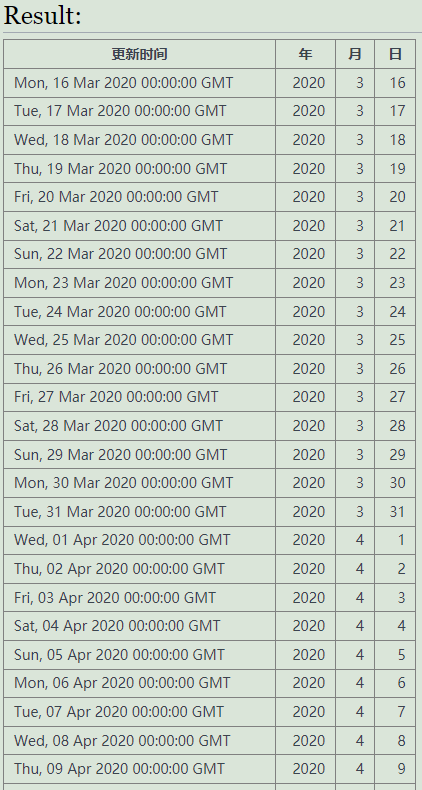 Result:
更新时间 年 月 日
Mon, 16 Mar 2020 00:00:00 GMT 2020 3 16
Tue, 17 Mar 2020 00:00:00 GMT 2020 3 17
Wed, 18 Mar 2020 00:00:00 GMT 2020 3 18
Thu, 19 Mar 2020 00:00:00 GMT 2020 3 19
Fri, 20 Mar 2020 00:00:00 GMT 2020 3 20
Sat, 21 Mar 2020 00:00:00 GMT 2020 3 21
Sun, 22 Mar 2020 00:00:00 GMT 2020 3 22
Mon, 23 Mar 2020 00:00:00 GMT 2020 3 23
Tue, 24 Mar 2020 00:00:00 GMT 2020 3 24
Wed, 25 Mar 2020 00:00:00 GMT 2020 3 25
Thu, 26 Mar 2020 00:00:00 GMT 2020 3 26
Fri, 27 Mar 2020 00:00:00 GMT 2020 3 27
Sat, 28 Mar 2020 00:00:00 GMT 2020 3 28
Sun, 29 Mar 2020 00:00:00 GMT 2020 3 29
Mon, 30 Mar 2020 00:00:00 GMT 2020 3 30
Tue, 31 Mar 2020 00:00:00 GMT 2020 3 31
Wed, 01 Apr 2020 00:00:00 GMT 2020 4 1
Thu, 02 Apr 2020 00:00:00 GMT 2020 4 2
Fri, 03 Apr 2020 00:00:00 GMT 2020 4 3
Sat, 04 Apr 2020 00:00:00 GMT 2020 4 4
Sun, 05 Apr 2020 00:00:00 GMT 2020 4 5
Mon, 06 Apr 2020 00:00:00 GMT 2020 4 6
Tue, 07 Apr 2020 00:00:00 GMT 2020 4 7
Wed, 08 Apr 2020 00:00:00 GMT 2020 4 8
Thu, 09 Apr 2020 00:00:00 GMT 2020 4 9